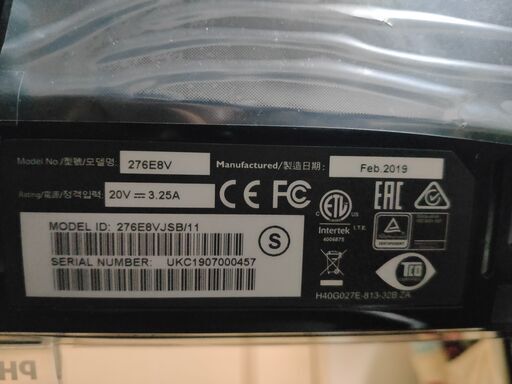 Model No/型號/모델명: 276E8V
Manufactured/製造日期: Feb.2019
Rating/電源/정격입력: 20V ⎓ 3.25A
CE FC
ETL
Intertek
4006875
I.T.E.
EAC
MODEL ID: 276E8VJSB/11
S
SERIAL NUMBER: UKC1907000457
TCO
H40G027E-813-32B ZA
PH